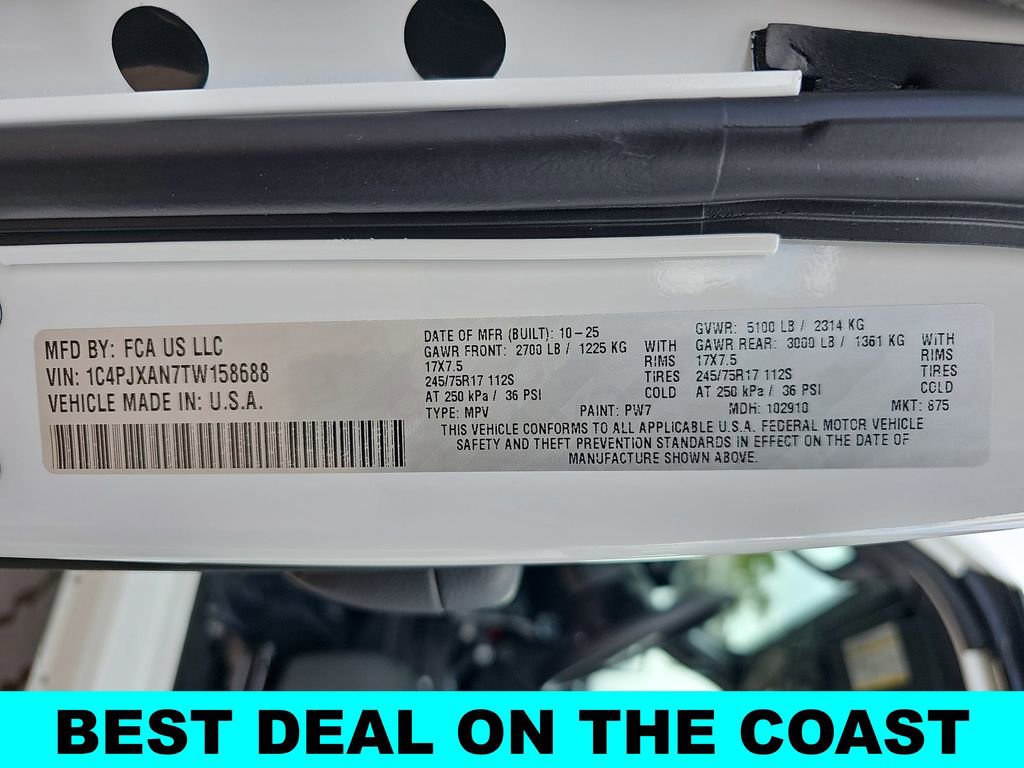 MFD BY: FCA US LLC
VIN: 1C4PJXAN7TW158688
VEHICLE MADE IN: U.S.A.
DATE OF MFR (BUILT): 10-25
GAWR FRONT: 2700 LB / 1225 KG WITH
17X7.5 RIMS
245/75R17 112S TIRES
AT 250 kPa / 36 PSI COLD
GVWR: 5100 LB / 2314 KG
GAWR REAR: 3000 LB / 1361 KG WITH
17X7.5 RIMS
245/75R17 112S TIRES
AT 250 kPa / 36 PSI COLD
TYPE: MPV PAINT: PW7 MDH: 102910 MKT: 875
THIS VEHICLE CONFORMS TO ALL APPLICABLE U.S.A. FEDERAL MOTOR VEHICLE
SAFETY AND THEFT PREVENTION STANDARDS IN EFFECT ON THE DATE OF
MANUFACTURE SHOWN ABOVE.
BEST DEAL ON THE COAST